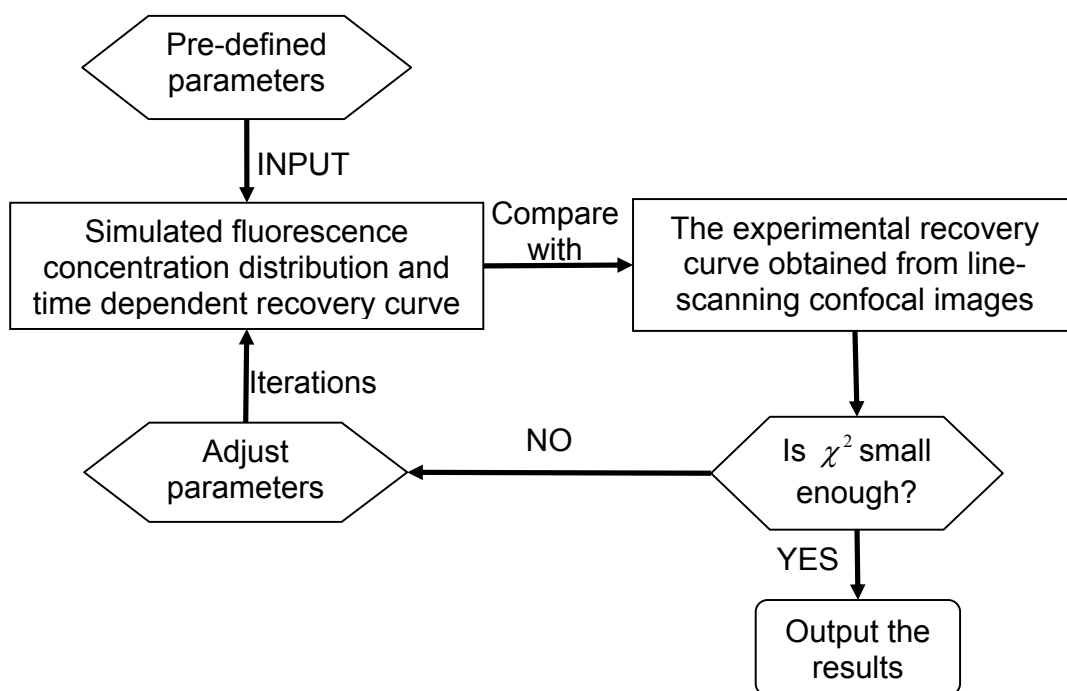 Pre-defined
parameters
INPUT
Simulated fluorescence
concentration distribution and
time dependent recovery curve
Compare
with
The experimental recovery
curve obtained from line-
scanning confocal images
Is χ² small
enough?
NO
Adjust
parameters
Iterations
YES
Output the
results